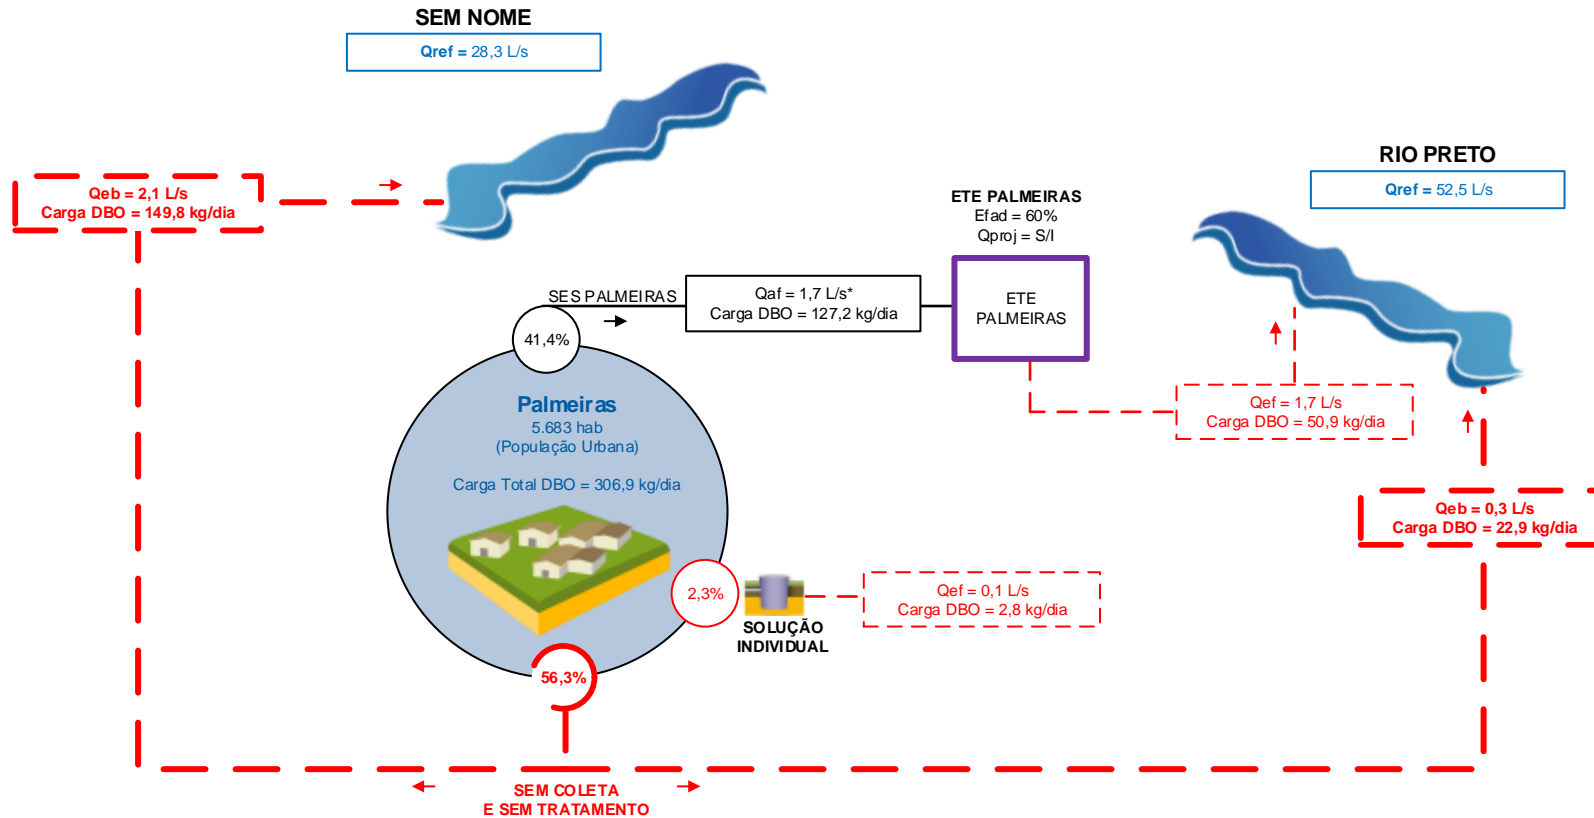 SEM NOME
Qref = 28,3 L/s
RIO PRETO
Qref = 52,5 L/s
Qeb = 2,1 L/s
Carga DBO = 149,8 kg/dia
ETE PALMEIRAS
Efad = 60%
Qproj = S/I
SES PALMEIRAS
Qaf = 1,7 L/s*
Carga DBO = 127,2 kg/dia
ETE
PALMEIRAS
41,4%
Palmeiras
5.683 hab
(População Urbana)
Carga Total DBO = 306,9 kg/dia
Qef = 1,7 L/s
Carga DBO = 50,9 kg/dia
Qeb = 0,3 L/s
Carga DBO = 22,9 kg/dia
2,3%
SOLUÇÃO
INDIVIDUAL
Qef = 0,1 L/s
Carga DBO = 2,8 kg/dia
56,3%
SEM COLETA
E SEM TRATAMENTO